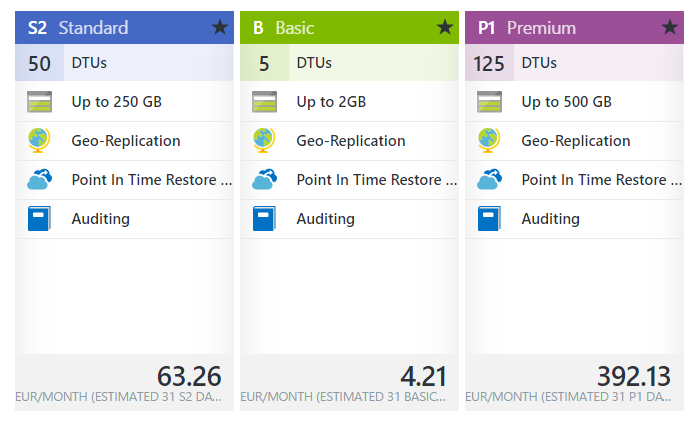 S2 Standard
50 DTUs
Up to 250 GB
Geo-Replication
Point In Time Restore ...
Auditing
63.26
EUR/MONTH (ESTIMATED 31 S2 DA...
B Basic
5 DTUs
Up to 2GB
Geo-Replication
Point In Time Restore ...
Auditing
4.21
EUR/MONTH (ESTIMATED 31 BASIC...
P1 Premium
125 DTUs
Up to 500 GB
Geo-Replication
Point In Time Restore ...
Auditing
392.13
EUR/MONTH (ESTIMATED 31 P1 DA...